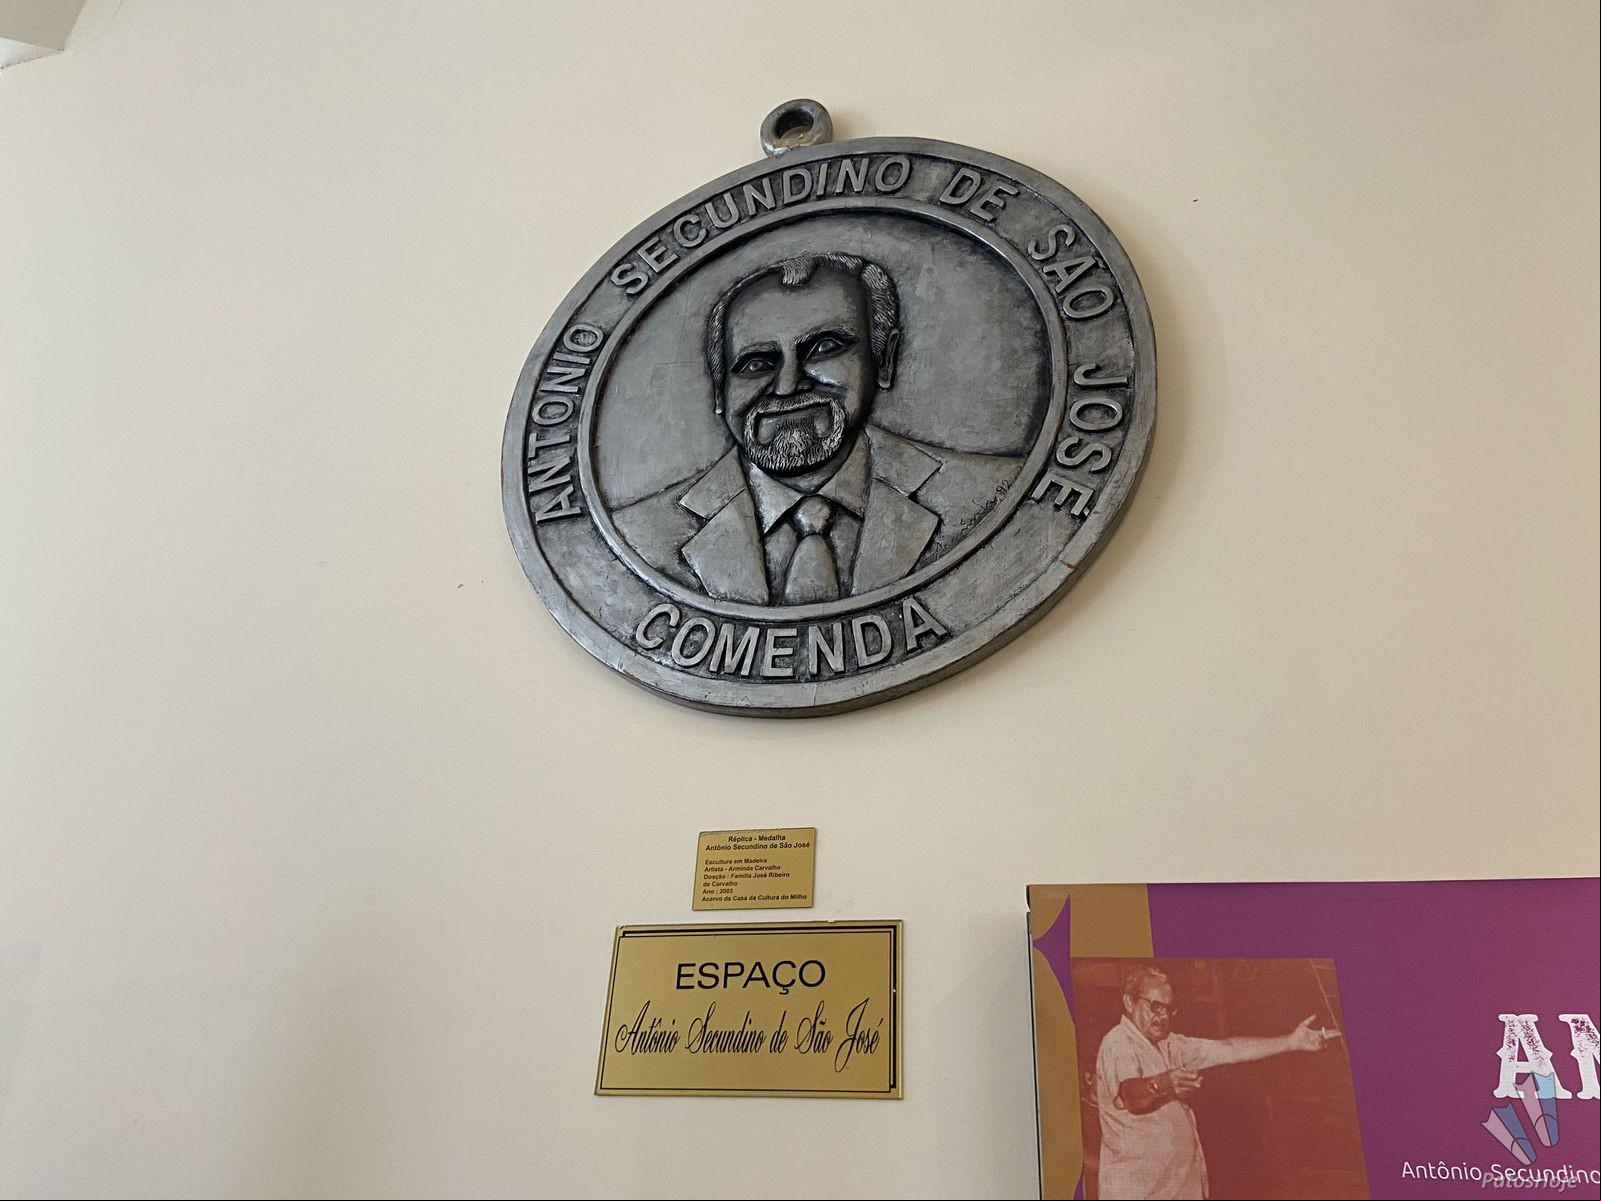 ANTONIO SECUNDINO DE SÃO JOSÉ
COMENDA
Réplica - Medalha
Antônio Secundino de São José
Escultura em Madeira
Artista - Arminda Carvalho
Doação : Família José Ribeiro
de Carvalho
Ano : 2003
Acervo da Casa da Cultura do Milho
ESPAÇO
Antônio Secundino de São José
AN
Antônio Secundino
PatosHoje